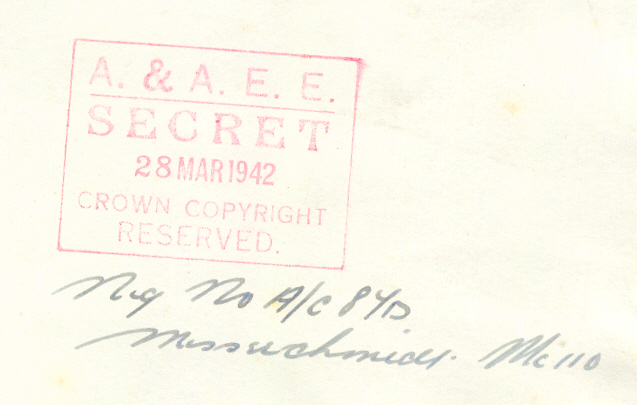 A. & A. E. E.
SECRET
28 MAR 1942
CROWN COPYRIGHT
RESERVED.
Neg No A/C 84D
Messerschmidt. Me 110